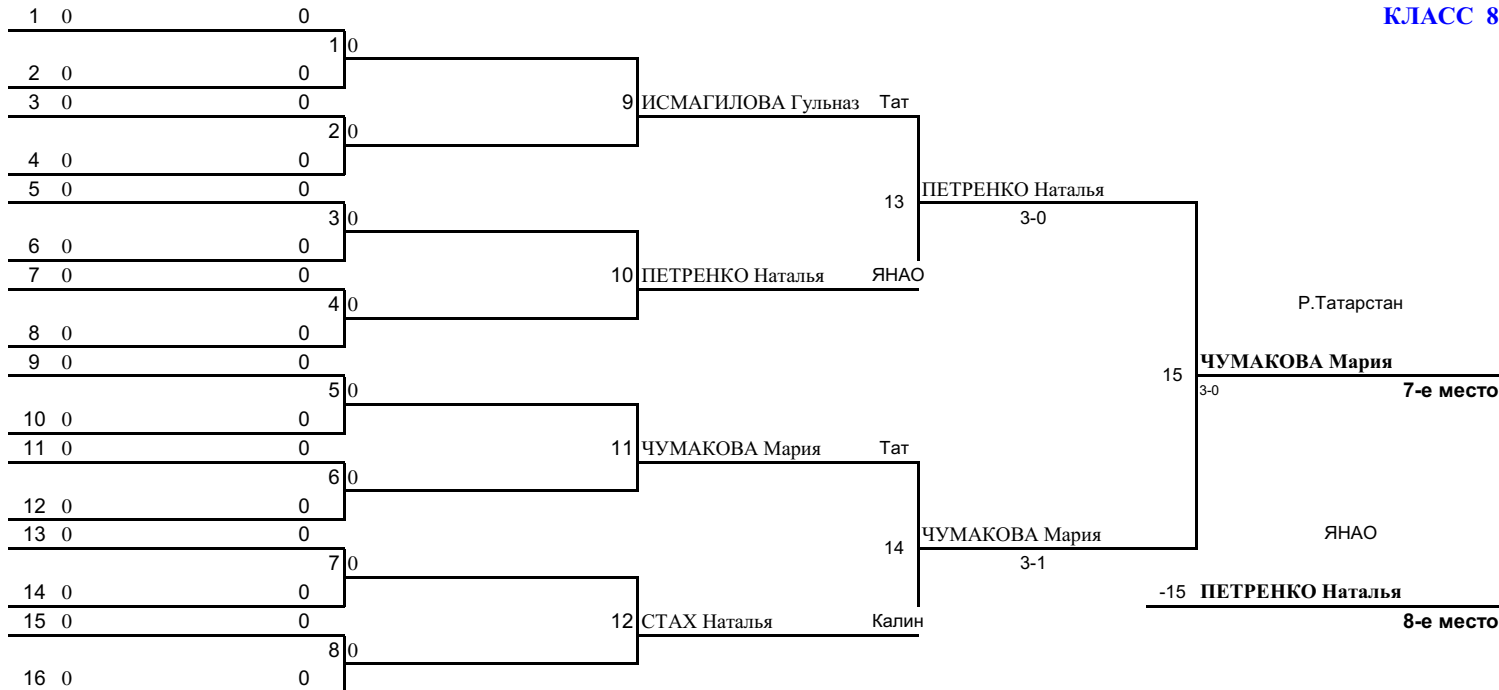 1 0 0 КЛАСС 8
1 0
2 0 0
3 0 0 9 ИСМАГИЛОВА Гульназ Тат
2 0
4 0 0
5 0 0 13 ПЕТРЕНКО Наталья
3 0 3-0
6 0 0
7 0 0 10 ПЕТРЕНКО Наталья ЯНАО
4 0 Р.Татарстан
8 0 0
9 0 0 15 ЧУМАКОВА Мария
5 0 3-0 7-е место
10 0 0
11 0 0 11 ЧУМАКОВА Мария Тат
6 0
12 0 0
13 0 0 14 ЧУМАКОВА Мария ЯНАО
7 0 3-1
14 0 0 -15 ПЕТРЕНКО Наталья
15 0 0 12 СТАХ Наталья Калин 8-е место
8 0
16 0 0